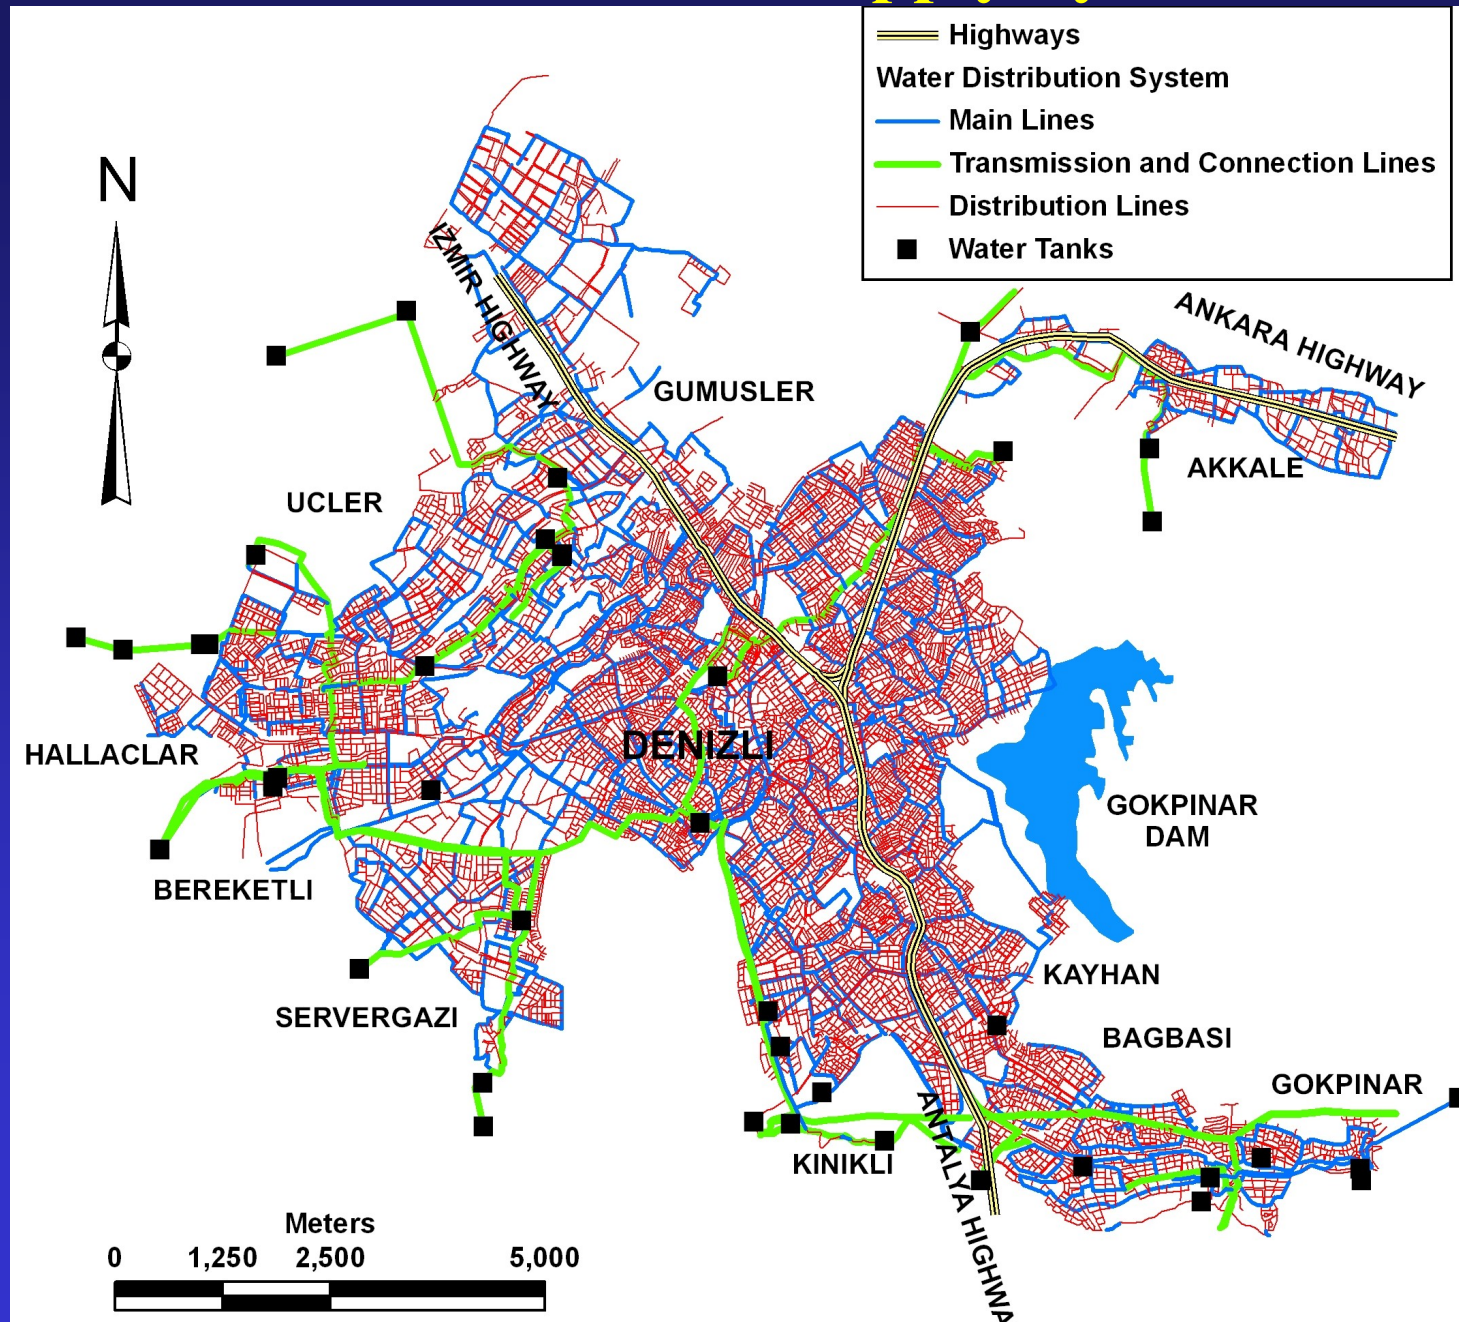 Highways
Water Distribution System
Main Lines
Transmission and Connection Lines
Distribution Lines
Water Tanks
N
IZMIR HIGHWAY
ANKARA HIGHWAY
GUMUSLER
AKKALE
UCLER
DENIZLI
HALLACLAR
GOKPINAR
DAM
BEREKETLI
KAYHAN
SERVERGAZI
BAGBASI
GOKPINAR
KINIKLI
ANTALYA HIGHWA
Meters
0 1,250 2,500 5,000